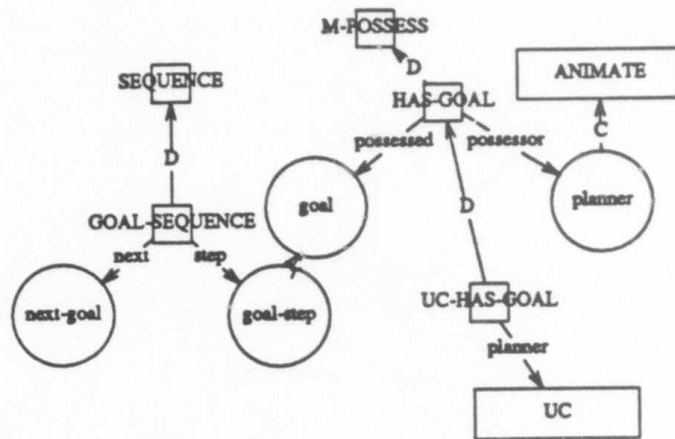 M-POSSESS
D
SEQUENCE
HAS-GOAL
ANIMATE
possessed
possessor
C
D
goal
planner
D
GOAL-SEQUENCE
next
step
next-goal
goal-step
UC-HAS-GOAL
planner
UC